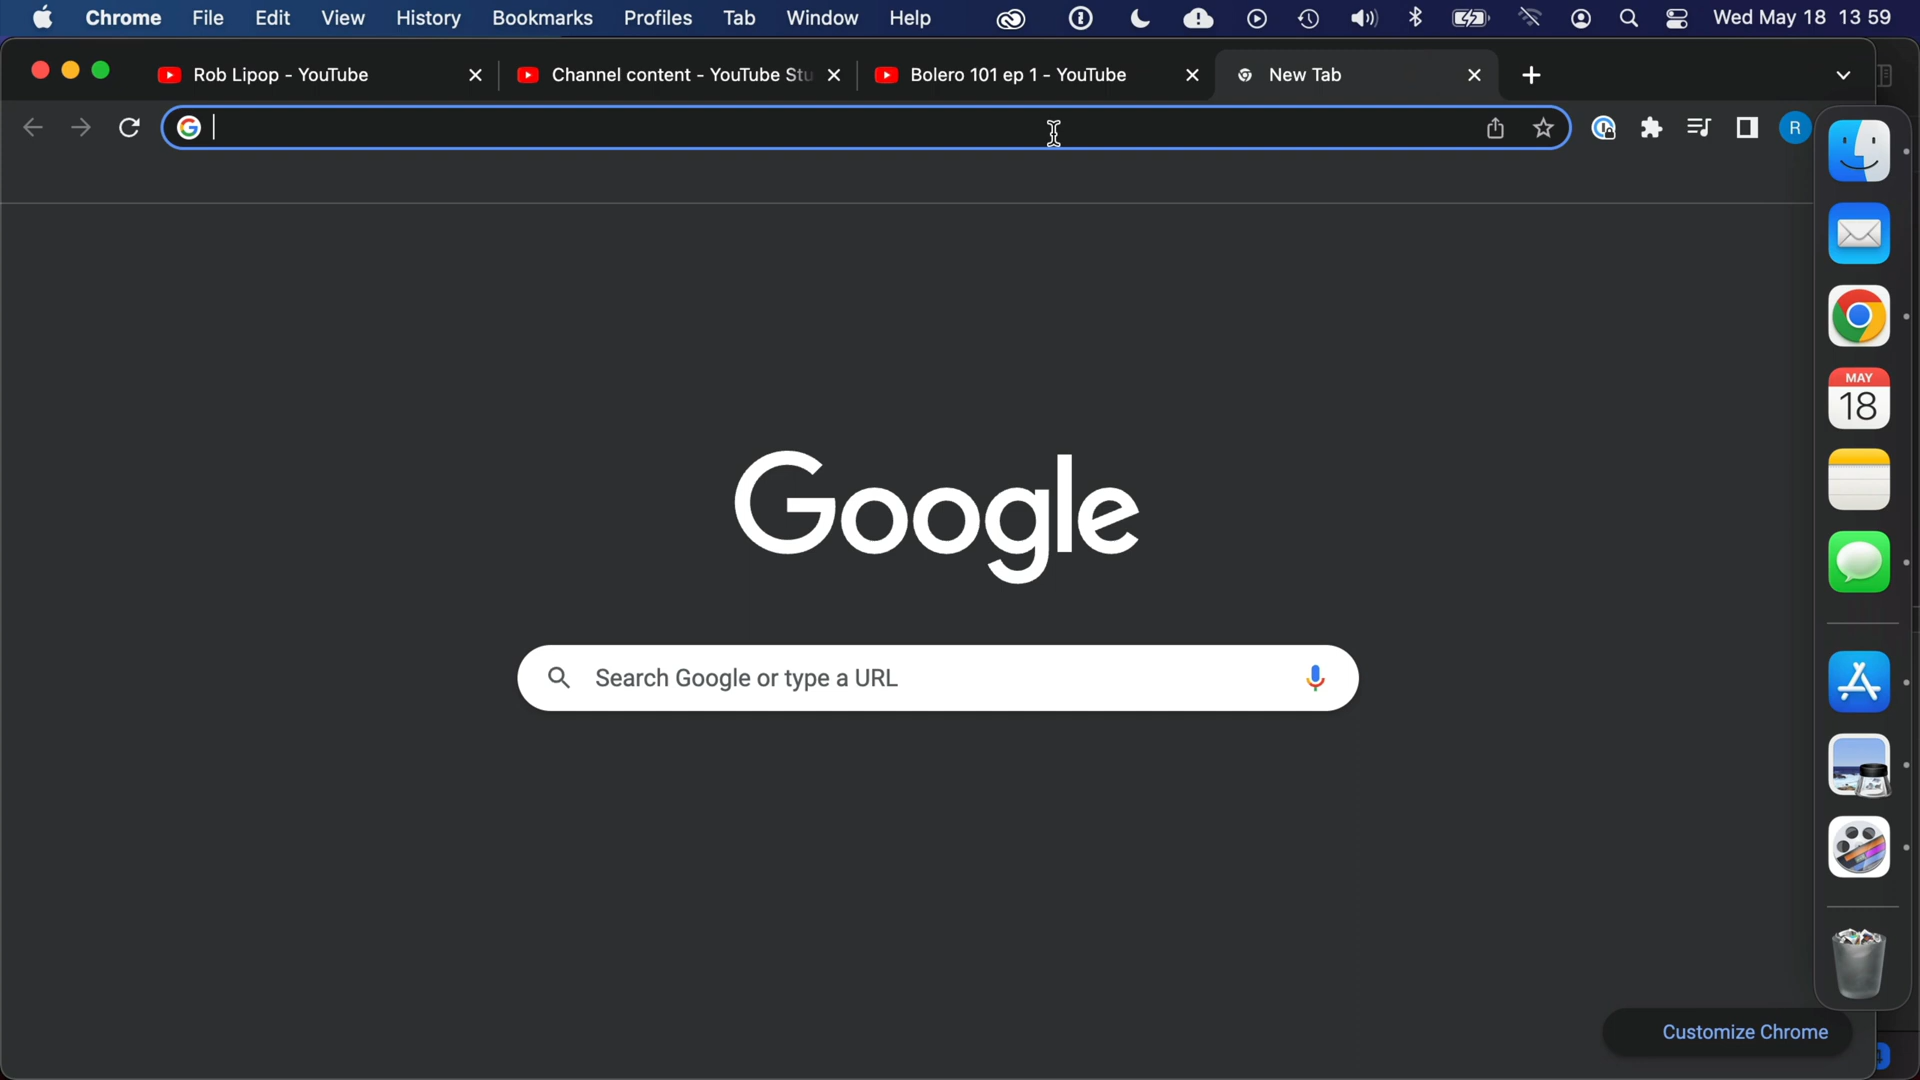 Chrome File Edit View History Bookmarks Profiles Tab Window Help Wed May 18 13 59
Rob Lipop - YouTube Channel content - YouTube Stu Bolero 101 ep 1 - YouTube New Tab
G R
MAY
18
Google
Search Google or type a URL
Customize Chrome